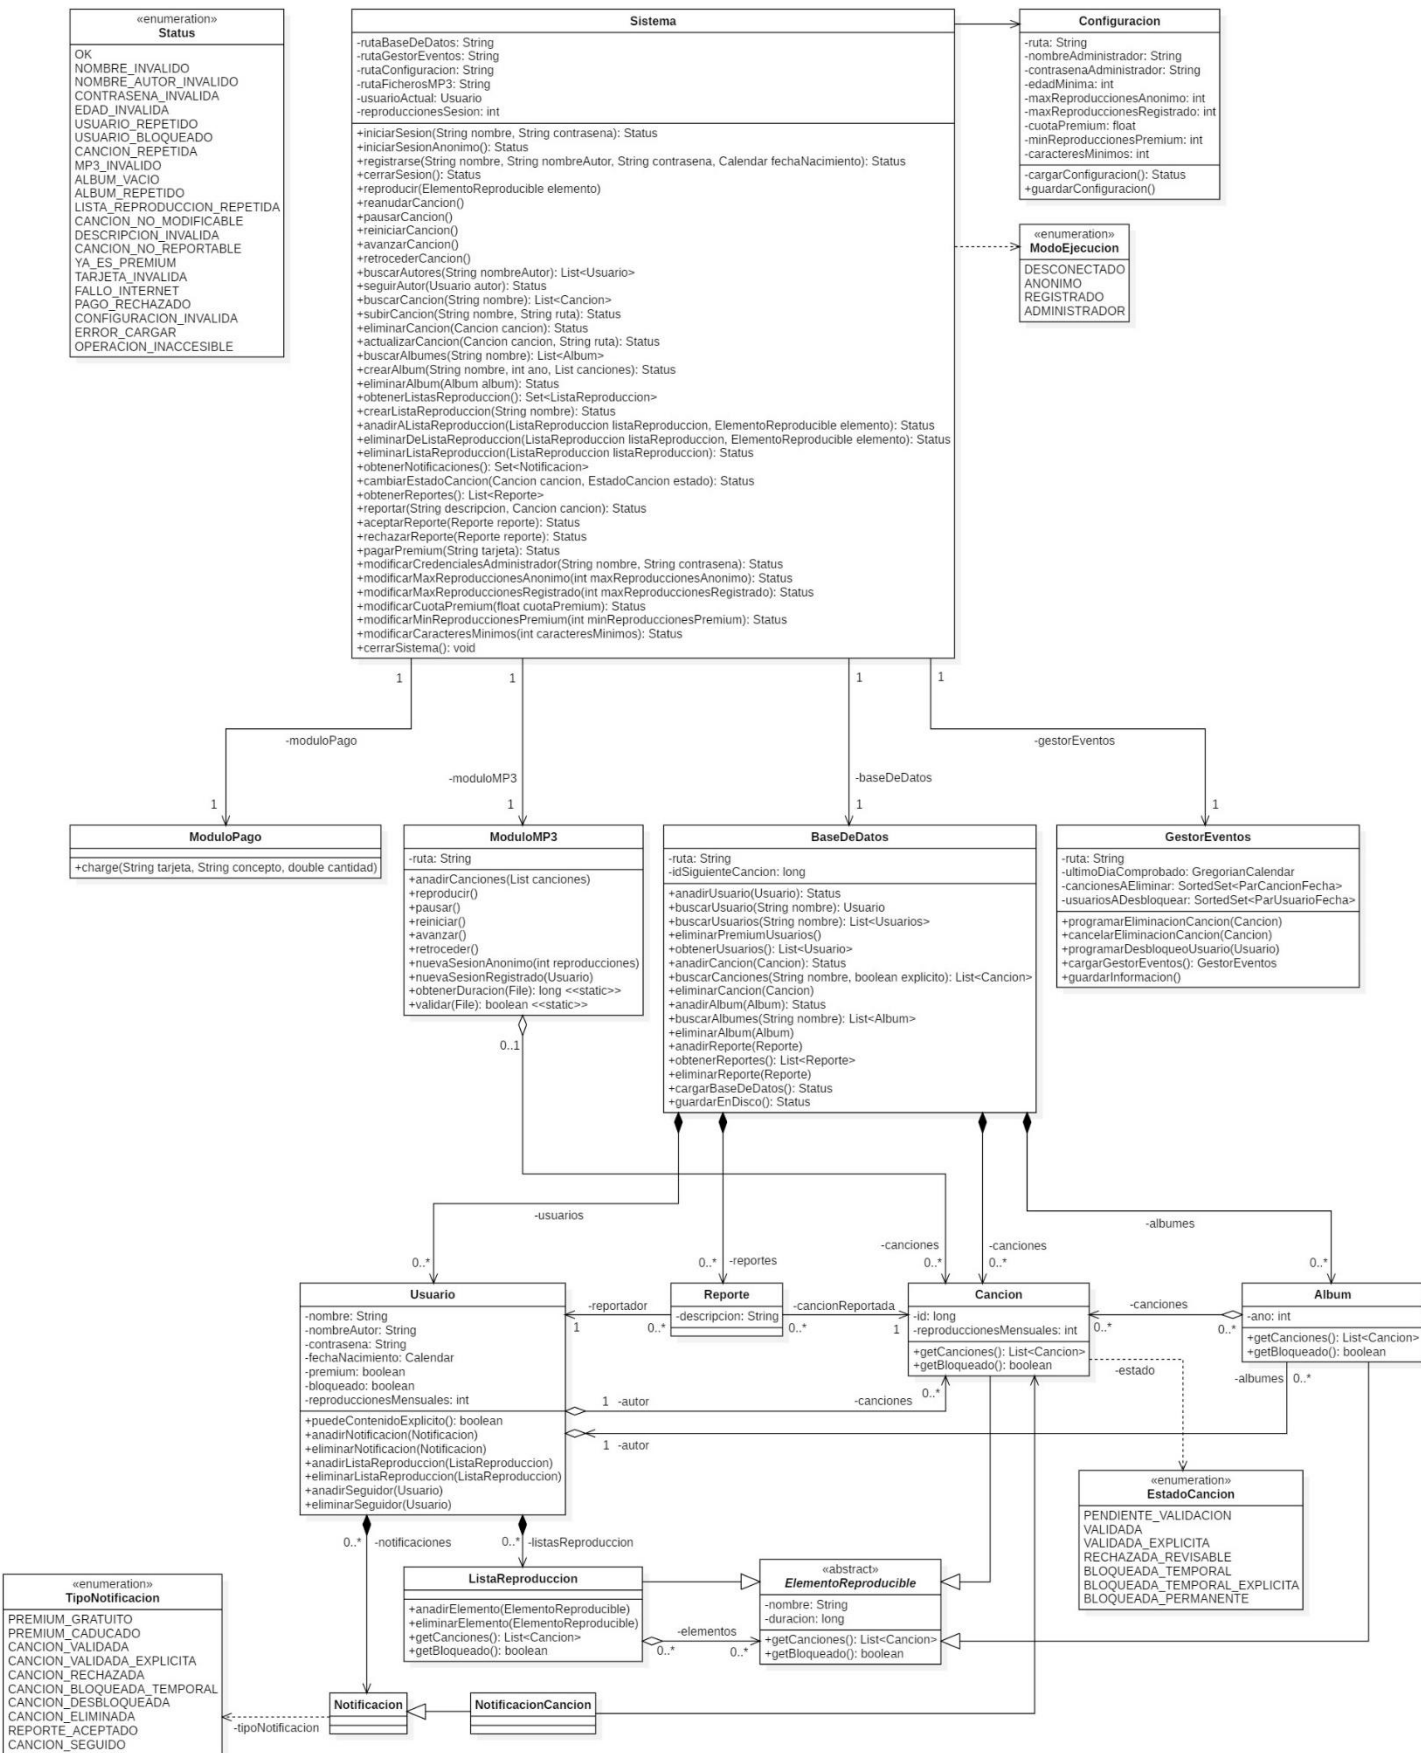 «enumeration»
Status
OK
NOMBRE_INVALIDO
NOMBRE_AUTOR_INVALIDO
CONTRASENA_INVALIDA
EDAD_INVALIDA
USUARIO_REPETIDO
USUARIO_BLOQUEADO
CANCION_REPETIDA
MP3_INVALIDO
ALBUM_VACIO
ALBUM_REPETIDO
LISTA_REPRODUCCION_REPETIDA
CANCION_NO_MODIFICABLE
DESCRIPCION_INVALIDA
CANCION_NO_REPORTABLE
YA_ES_PREMIUM
TARJETA_INVALIDA
FALLO_INTERNET
PAGO_RECHAZADO
CONFIGURACION_INVALIDA
ERROR_CARGAR
OPERACION_INACCESIBLE
Sistema
-rutaBaseDeDatos: String
-rutaGestorEventos: String
-rutaConfiguracion: String
-rutaFicherosMP3: String
-usuarioActual: Usuario
-reproduccionesSesion: int
+iniciarSesion(String nombre, String contrasena): Status
+iniciarSesionAnonimo(): Status
+registrarse(String nombre, String nombreAutor, String contrasena, Calendar fechaNacimiento): Status
+cerrarSesion(): Status
+reproducir(ElementoReproducible elemento)
+reanudarCancion()
+pausarCancion()
+reiniciarCancion()
+avanzarCancion()
+retrocederCancion()
+buscarAutores(String nombreAutor): List<Usuario>
+seguirAutor(Usuario autor): Status
+buscarCancion(String nombre): List<Cancion>
+subirCancion(String nombre, String ruta): Status
+eliminarCancion(Cancion cancion): Status
+actualizarCancion(Cancion cancion, String ruta): Status
+buscarAlbumes(String nombre): List<Album>
+crearAlbum(String nombre, int ano, List canciones): Status
+eliminarAlbum(Album album): Status
+obtenerListasReproduccion(): Set<ListaReproduccion>
+crearListaReproduccion(String nombre): Status
+anadirAListaReproduccion(ListaReproduccion listaReproduccion, ElementoReproducible elemento): Status
+eliminarDeListaReproduccion(ListaReproduccion listaReproduccion, ElementoReproducible elemento): Status
+eliminarListaReproduccion(ListaReproduccion listaReproduccion): Status
+obtenerNotificaciones(): Set<Notificacion>
+cambiarEstadoCancion(Cancion cancion, EstadoCancion estado): Status
+obtenerReportes(): List<Reporte>
+reportar(String descripcion, Cancion cancion): Status
+aceptarReporte(Reporte reporte): Status
+rechazarReporte(Reporte reporte): Status
+pagarPremium(String tarjeta): Status
+modificarCredencialesAdministrador(String nombre, String contrasena): Status
+modificarMaxReproduccionesAnonimo(int maxReproduccionesAnonimo): Status
+modificarMaxReproduccionesRegistrado(int maxReproduccionesRegistrado): Status
+modificarCuotaPremium(float cuotaPremium): Status
+modificarMinReproduccionesPremium(int minReproduccionesPremium): Status
+modificarCaracteresMinimos(int caracteresMinimos): Status
+cerrarSistema(): void
Configuracion
-ruta: String
-nombreAdministrador: String
-contrasenaAdministrador: String
-edadMinima: int
-maxReproduccionesAnonimo: int
-maxReproduccionesRegistrado: int
-cuotaPremium: float
-minReproduccionesPremium: int
-caracteresMinimos: int
-cargarConfiguracion(): Status
+guardarConfiguracion()
«enumeration»
ModoEjecucion
DESCONECTADO
ANONIMO
REGISTRADO
ADMINISTRADOR
1
1
1
1
-moduloPago
-moduloMP3
-baseDeDatos
-gestorEventos
1
1
1
1
ModuloPago
+charge(String tarjeta, String concepto, double cantidad)
ModuloMP3
-ruta: String
+anadirCanciones(List canciones)
+reproducir()
+pausar()
+reiniciar()
+avanzar()
+retroceder()
+nuevaSesionAnonimo(int reproducciones)
+nuevaSesionRegistrado(Usuario)
+obtenerDuracion(File): long <<static>>
+validar(File): boolean <<static>>
0..1
BaseDeDatos
-ruta: String
-idSiguienteCancion: long
+anadirUsuario(Usuario): Status
+buscarUsuario(String nombre): Usuario
+buscarUsuarios(String nombre): List<Usuarios>
+eliminarPremiumUsuarios()
+obtenerUsuarios(): List<Usuario>
+anadirCancion(Cancion): Status
+buscarCanciones(String nombre, boolean explicito): List<Cancion>
+eliminarCancion(Cancion)
+anadirAlbum(Album): Status
+buscarAlbumes(String nombre): List<Album>
+eliminarAlbum(Album)
+anadirReporte(Reporte)
+obtenerReportes(): List<Reporte>
+eliminarReporte(Reporte)
+cargarBaseDeDatos(): Status
+guardarEnDisco(): Status
GestorEventos
-ruta: String
-ultimoDiaComprobado: GregorianCalendar
-cancionesAEliminar: SortedSet<ParCancionFecha>
-usuariosADesbloquear: SortedSet<ParUsuarioFecha>
+programarEliminacionCancion(Cancion)
+cancelarEliminacionCancion(Cancion)
+programarDesbloqueoUsuario(Usuario)
+cargarGestorEventos(): GestorEventos
+guardarInformacion()
-usuarios
0..*
-reportes
0..*
-canciones
0..*
-canciones
0..*
-albumes
0..*
Usuario
-nombre: String
-nombreAutor: String
-contrasena: String
-fechaNacimiento: Calendar
-premium: boolean
-bloqueado: boolean
-reproduccionesMensuales: int
+puedeContenidoExplicito(): boolean
+anadirNotificacion(Notificacion)
+eliminarNotificacion(Notificacion)
+anadirListaReproduccion(ListaReproduccion)
+eliminarListaReproduccion(ListaReproduccion)
+anadirSeguidor(Usuario)
+eliminarSeguidor(Usuario)
-reportador
1
0..*
Reporte
-descripcion: String
-cancionReportada
0..*
1
Cancion
-id: long
-reproduccionesMensuales: int
+getCanciones(): List<Cancion>
+getBloqueado(): boolean
-canciones
0..*
0..*
Album
-ano: int
+getCanciones(): List<Cancion>
+getBloqueado(): boolean
-estado
-albumes 0..*
0..*
1 -autor
-canciones
1 -autor
«enumeration»
EstadoCancion
PENDIENTE_VALIDACION
VALIDADA
VALIDADA_EXPLICITA
RECHAZADA_REVISABLE
BLOQUEADA_TEMPORAL
BLOQUEADA_TEMPORAL_EXPLICITA
BLOQUEADA_PERMANENTE
0..* -notificaciones
0..* -listasReproduccion
ListaReproduccion
+anadirElemento(ElementoReproducible)
+eliminarElemento(ElementoReproducible)
+getCanciones(): List<Cancion>
+getBloqueado(): boolean
-elementos
0..*
0..*
«abstract»
ElementoReproducible
-nombre: String
-duracion: long
+getCanciones(): List<Cancion>
+getBloqueado(): boolean
«enumeration»
TipoNotificacion
PREMIUM_GRATUITO
PREMIUM_CADUCADO
CANCION_VALIDADA
CANCION_VALIDADA_EXPLICITA
CANCION_RECHAZADA
CANCION_BLOQUEADA_TEMPORAL
CANCION_DESBLOQUEADA
CANCION_ELIMINADA
REPORTE_ACEPTADO
CANCION_SEGUIDO
-tipoNotificacion
Notificacion
NotificacionCancion